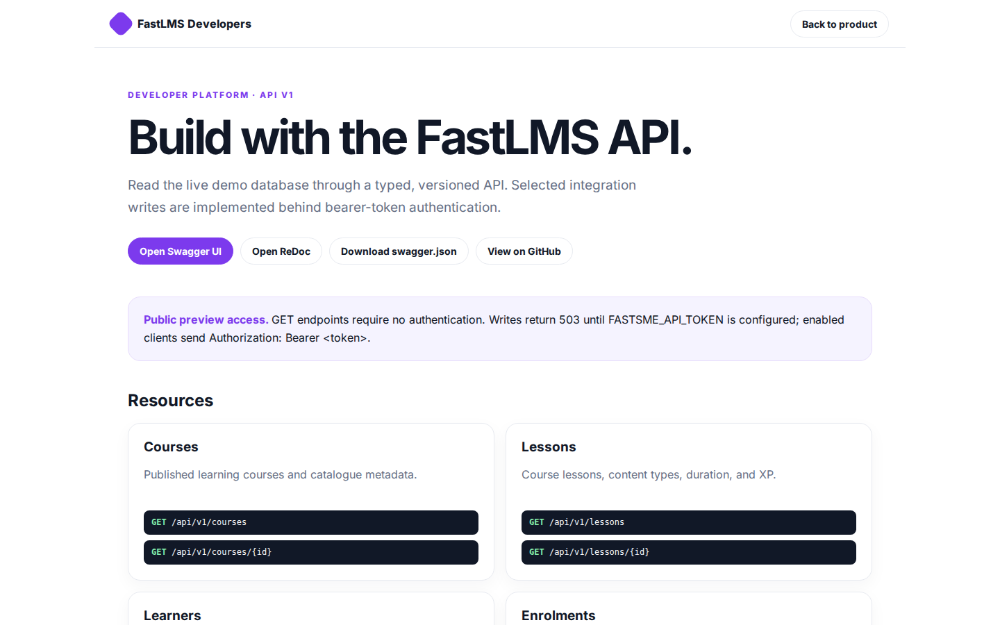 FastLMS Developers
Back to product
DEVELOPER PLATFORM · API V1
Build with the FastLMS API.
Read the live demo database through a typed, versioned API. Selected integration
writes are implemented behind bearer-token authentication.
Open Swagger UI
Open ReDoc
Download swagger.json
View on GitHub
Public preview access. GET endpoints require no authentication. Writes return 503 until FASTSME_API_TOKEN is configured; enabled
clients send Authorization: Bearer <token>.
Resources
Courses
Published learning courses and catalogue metadata.
GET /api/v1/courses
GET /api/v1/courses/{id}
Lessons
Course lessons, content types, duration, and XP.
GET /api/v1/lessons
GET /api/v1/lessons/{id}
Learners
Enrolments